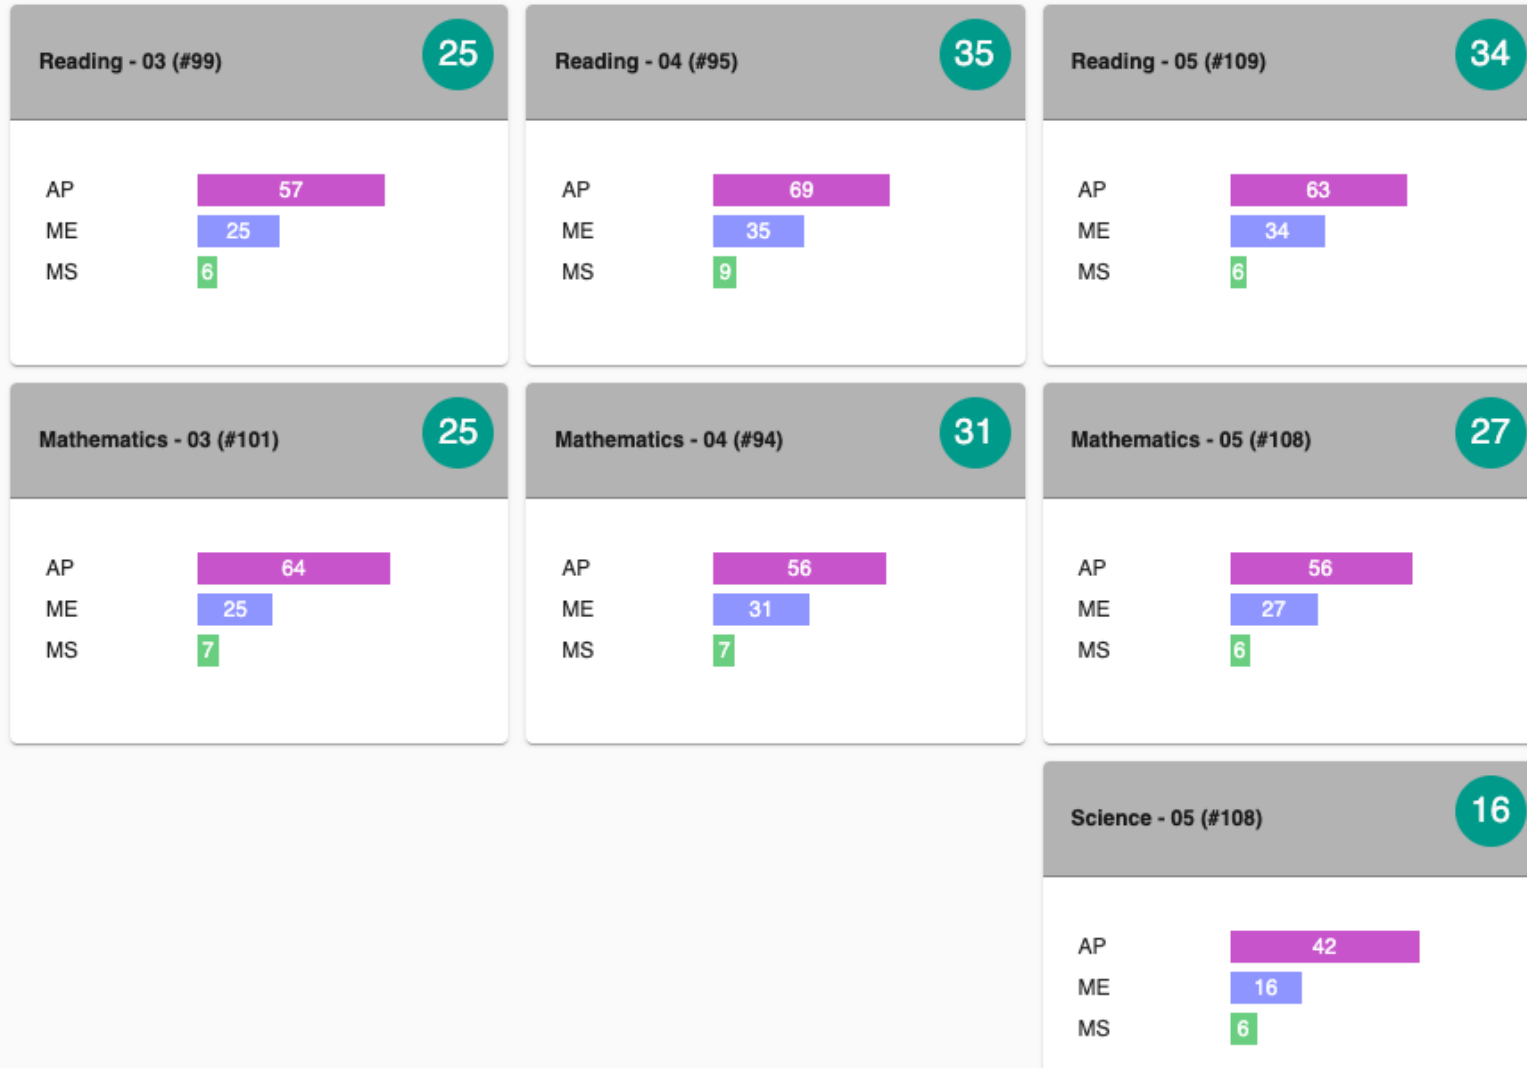 Reading - 03 (#99)
25
AP
57
ME
25
MS
6
Reading - 04 (#95)
35
AP
69
ME
35
MS
9
Reading - 05 (#109)
34
AP
63
ME
34
MS
6
Mathematics - 03 (#101)
25
AP
64
ME
25
MS
7
Mathematics - 04 (#94)
31
AP
56
ME
31
MS
7
Mathematics - 05 (#108)
27
AP
56
ME
27
MS
6
Science - 05 (#108)
16
AP
42
ME
16
MS
6